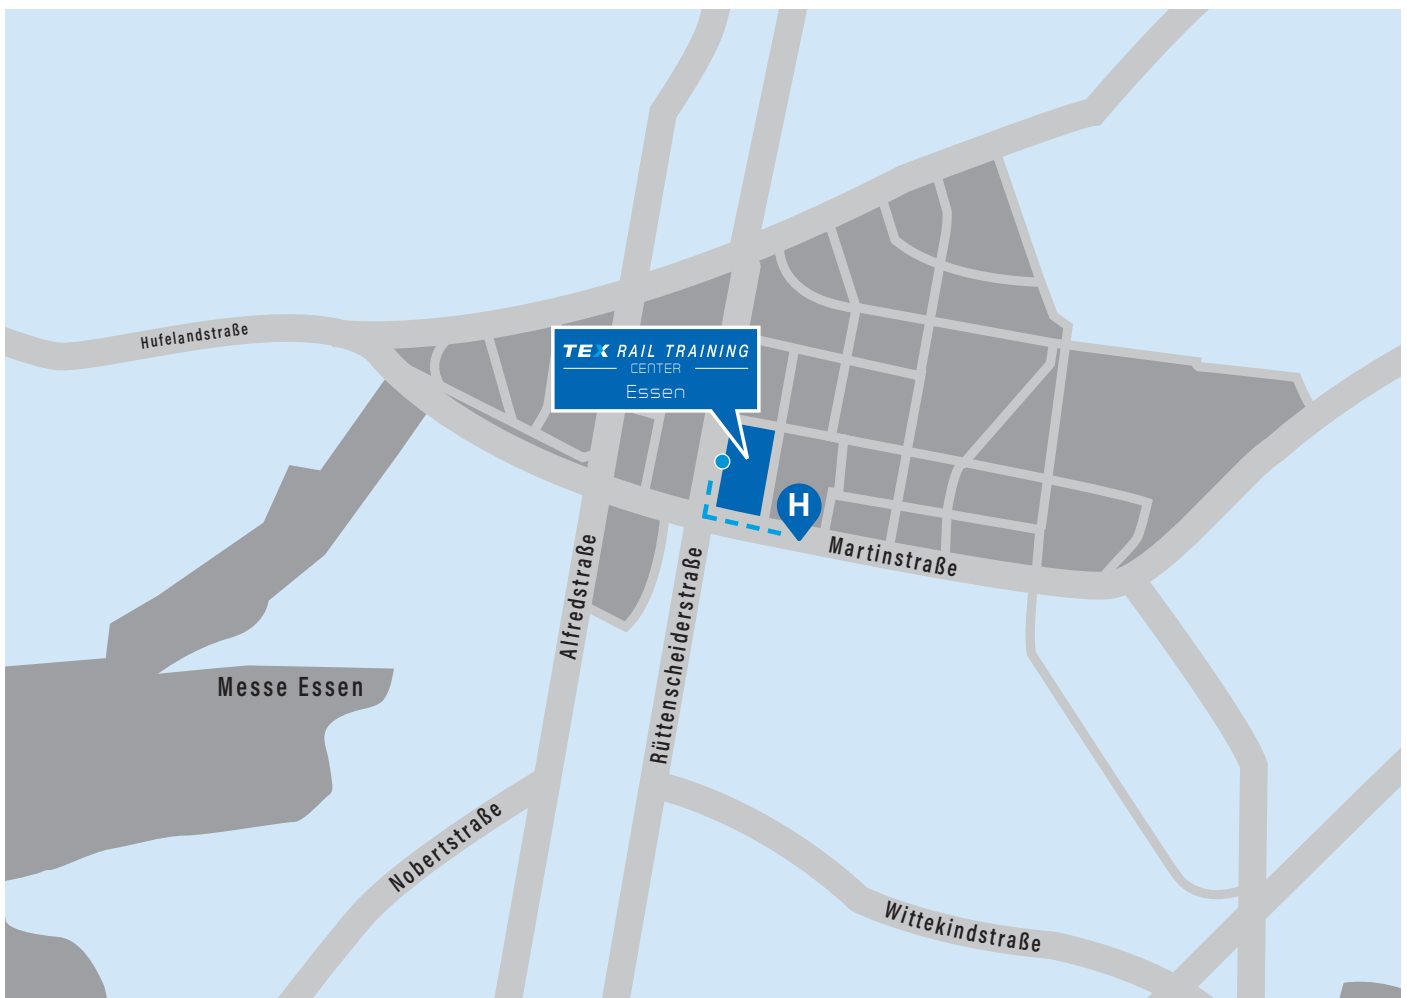 Hufelandstraße
TEX RAIL TRAINING
CENTER
Essen
H
Martinstraße
Alfredstraße
Rüttenscheiderstraße
Messe Essen
Nobertstraße
Wittekindstraße